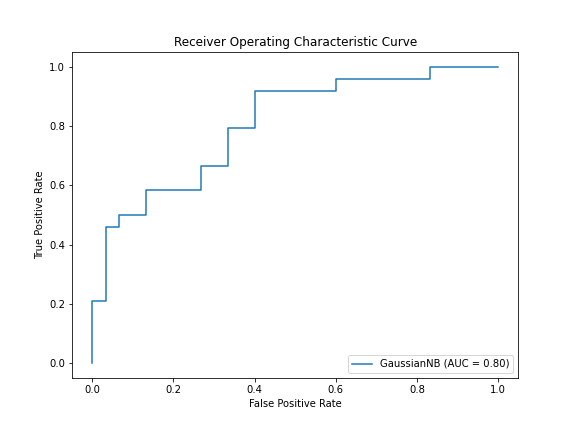 Receiver Operating Characteristic Curve
1.0
0.8
0.6
0.4
0.2
0.0
True Positive Rate
GaussianNB (AUC = 0.80)
0.0 0.2 0.4 0.6 0.8 1.0
False Positive Rate